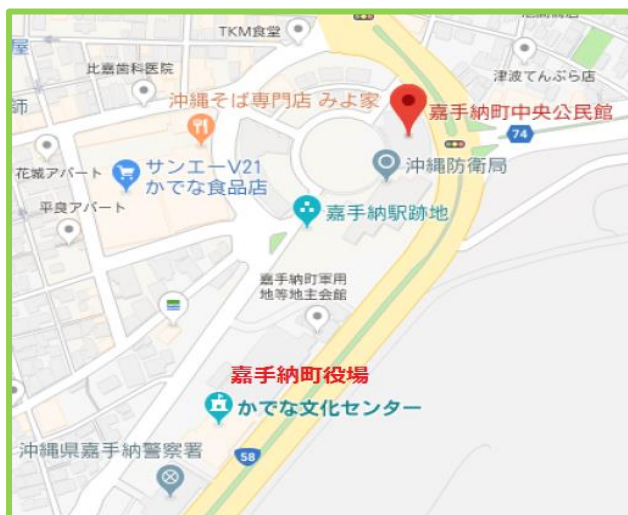 TKM食堂
屋
比嘉歯科医院
津波てんぷら店
師
沖縄そば専門店 みよ家
嘉手納町中央公民館
74
花城アパート
サンエーV21
かでな食品店
沖縄防衛局
平良アパート
嘉手納駅跡地
嘉手納町軍用
地等地主会館
嘉手納町役場
かでな文化センター
沖縄県嘉手納警察署
58